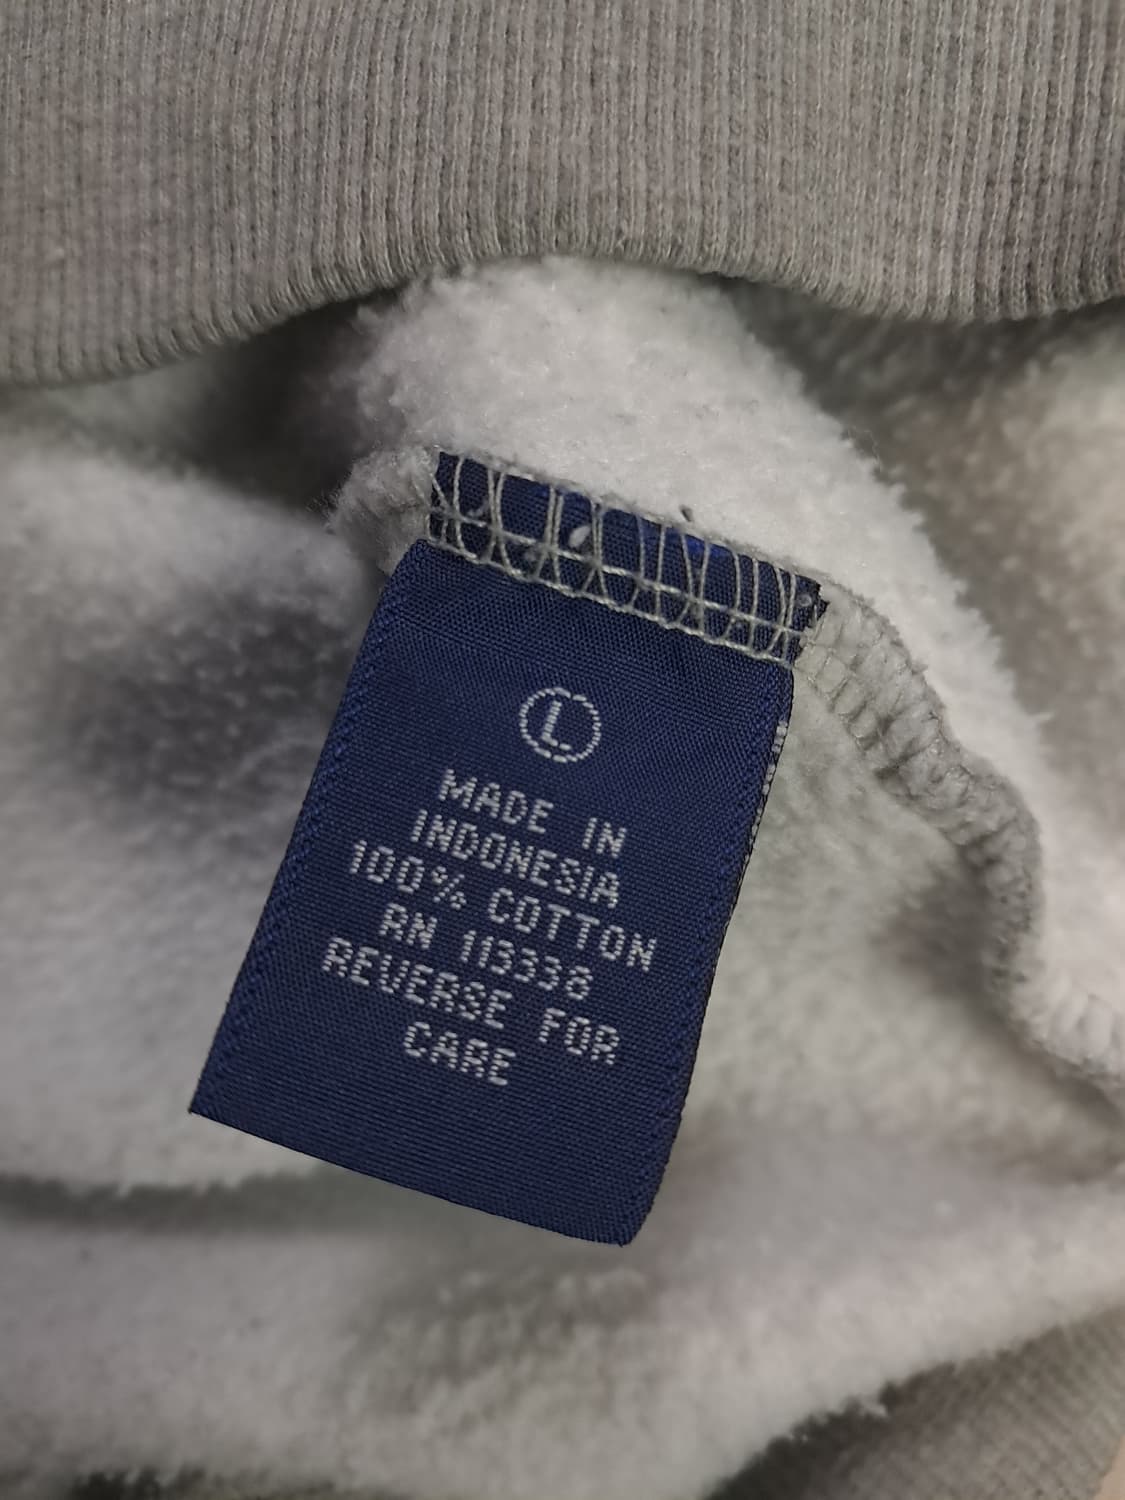 L
MADE IN
INDONESIA
100% COTTON
RN 113338
REVERSE FOR
CARE